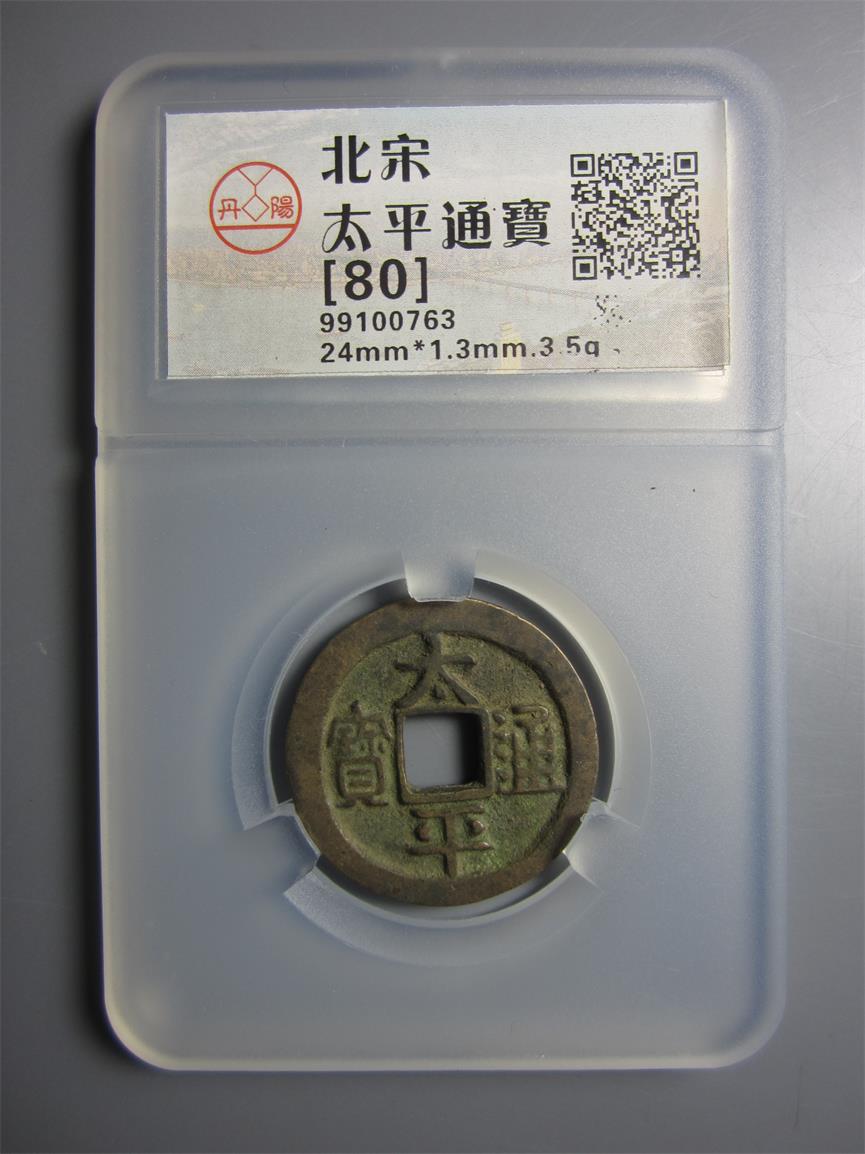 丹陽
北宋
太平通寶
[80]
99100763
24mm*1.3mm.3.5g
太
寶 通
平